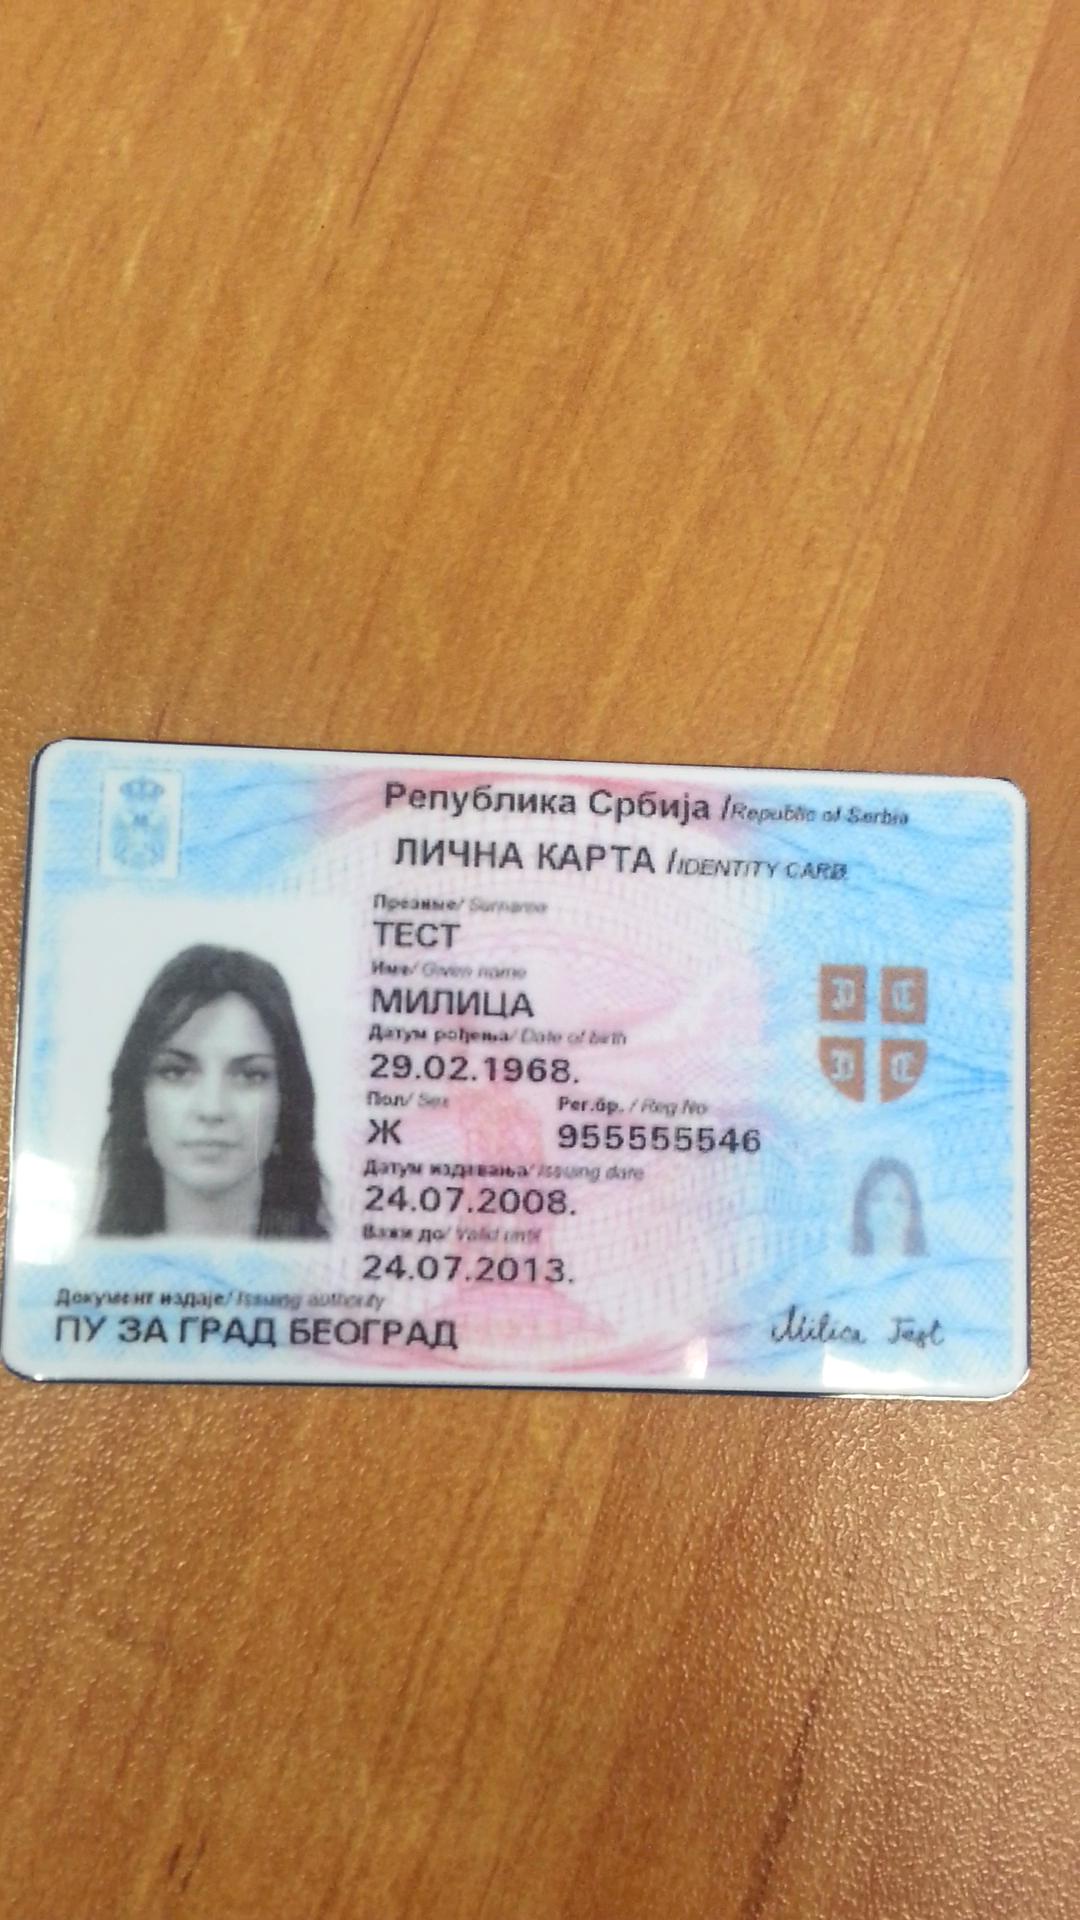 Република Србија /Republic of Serbia
ЛИЧНА КАРТА /IDENTITY CARD
Презиме/ Surname
ТЕСТ
Име/ Given name
МИЛИЦА
Датум рођења/ Date of birth
29.02.1968.
Пол/ Sex Рег.бр. / Reg No
Ж 955555546
Датум издавања/ Issuing date
24.07.2008.
Важи до/ Valid until
24.07.2013.
Документ издаје/ Issuing authority
ПУ ЗА ГРАД БЕОГРАД
Milica Test